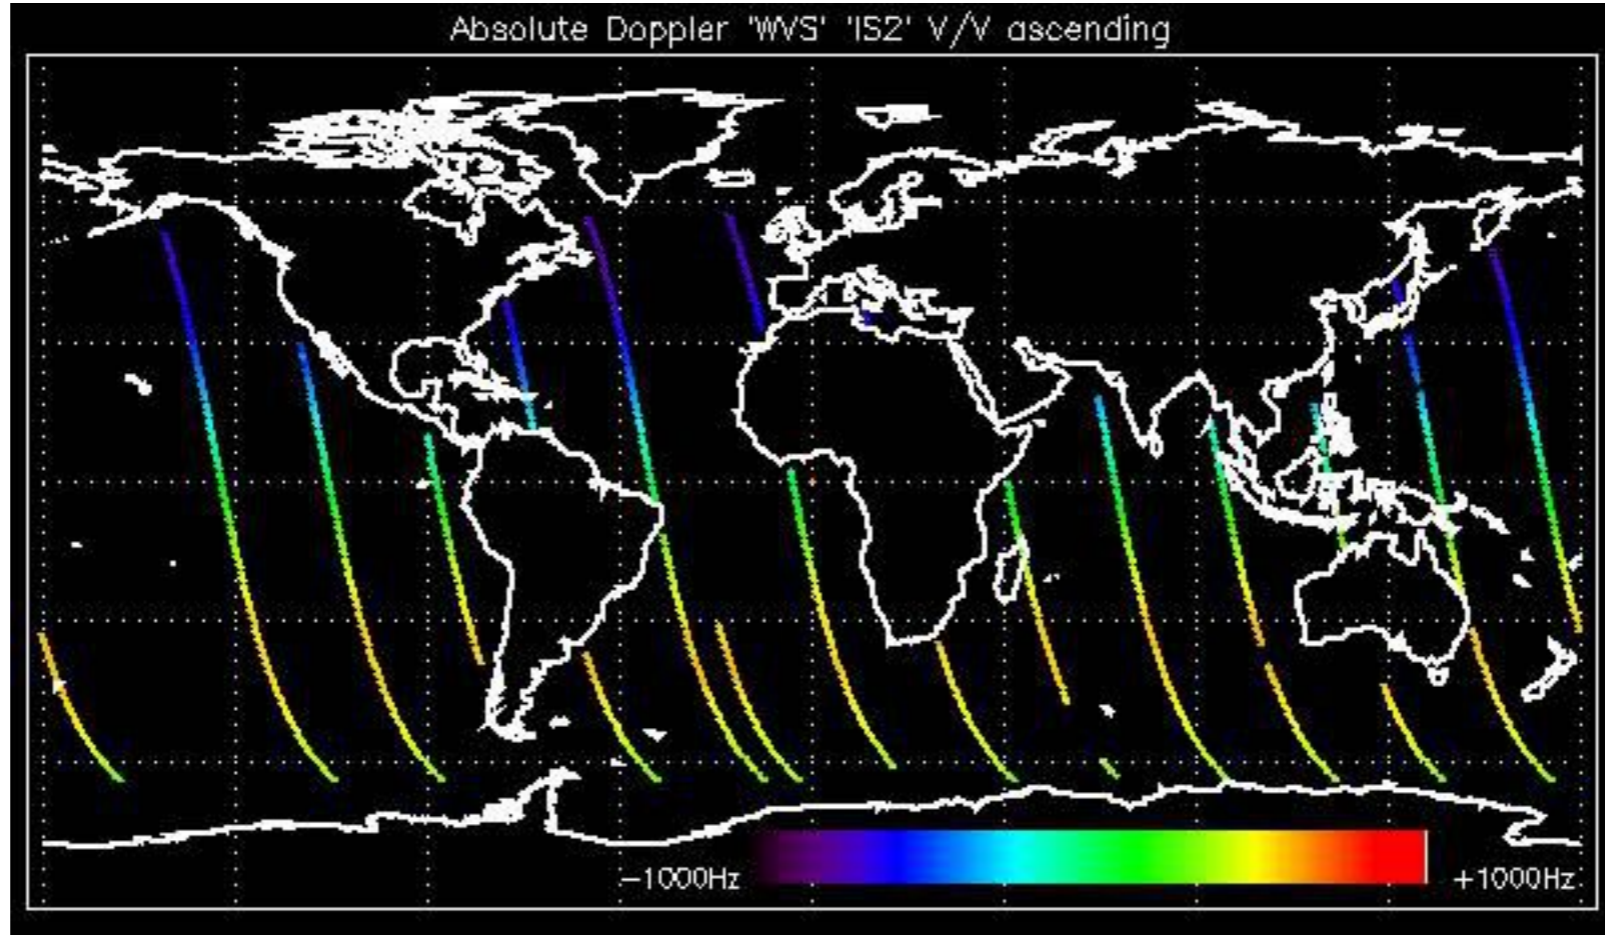 Absolute Doppler 'WVS' 'IS2' V/V ascending
−1000Hz
+1000Hz